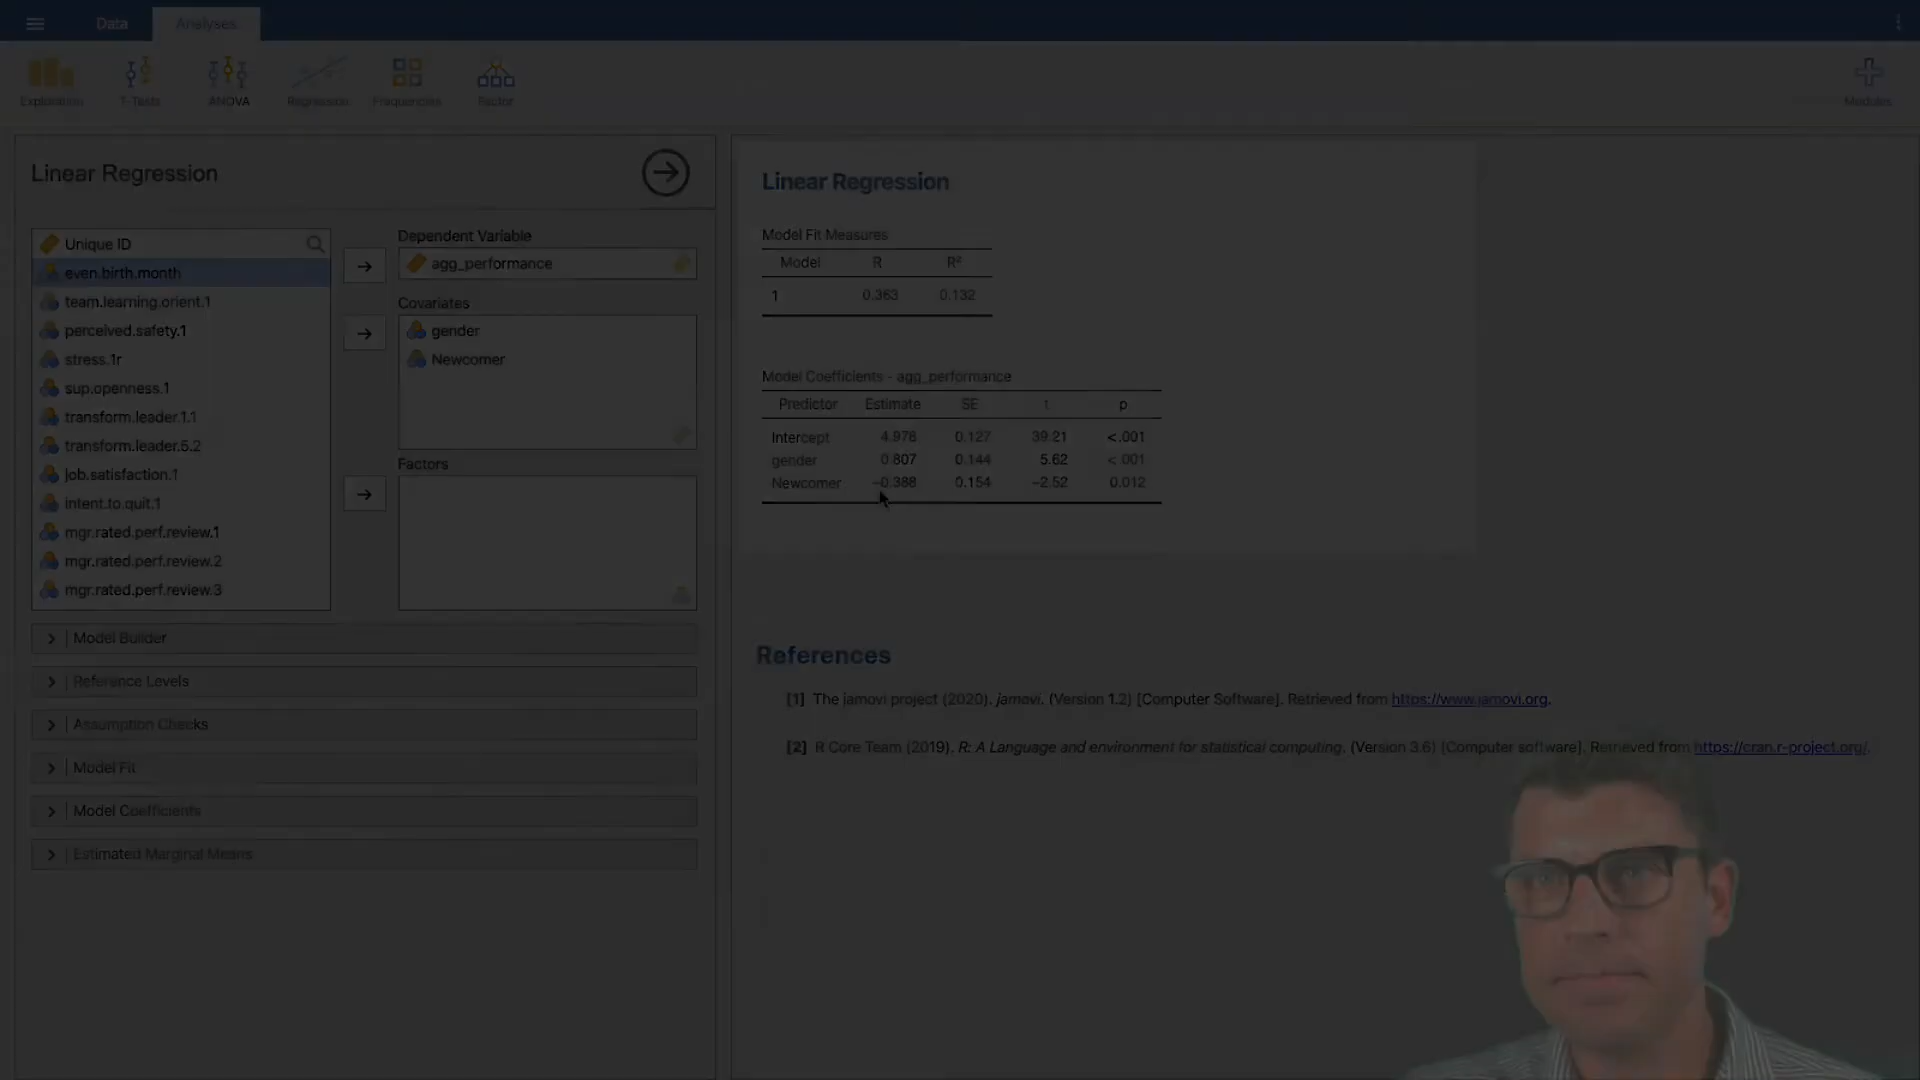 Data Analyses
Exploration T-Tests ANOVA Regression Frequencies Factor Modules
Linear Regression
Unique ID
even.birth.month
team.learning.orient.1
perceived.safety.1
stress.1r
sup.openness.1
transform.leader.1.1
transform.leader.5.2
job.satisfaction.1
intent.to.quit.1
mgr.rated.perf.review.1
mgr.rated.perf.review.2
mgr.rated.perf.review.3
Dependent Variable
agg_performance
Covariates
gender
Newcomer
Factors
Model Builder
Reference Levels
Assumption Checks
Model Fit
Model Coefficients
Estimated Marginal Means
Linear Regression
Model Fit Measures
Model R R²
1 0.363 0.132
Model Coefficients - agg_performance
Predictor Estimate SE t p
Intercept 4.978 0.127 39.21 <.001
gender 0.807 0.144 5.62 <.001
Newcomer −0.388 0.154 −2.52 0.012
References
[1] The jamovi project (2020). jamovi. (Version 1.2) [Computer Software]. Retrieved from https://www.jamovi.org.
[2] R Core Team (2019). R: A Language and environment for statistical computing. (Version 3.6) [Computer software]. Retrieved from https://cran.r-project.org/.